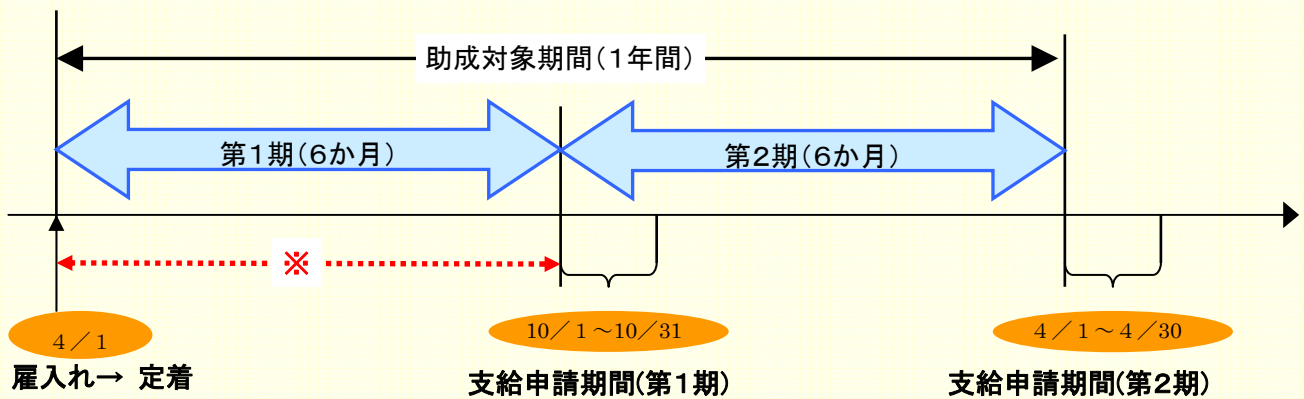 助成対象期間(1年間)
第1期(6か月)
第2期(6か月)
※
4/1
10/1～10/31
4/1～4/30
雇入れ→ 定着
支給申請期間(第1期)
支給申請期間(第2期)